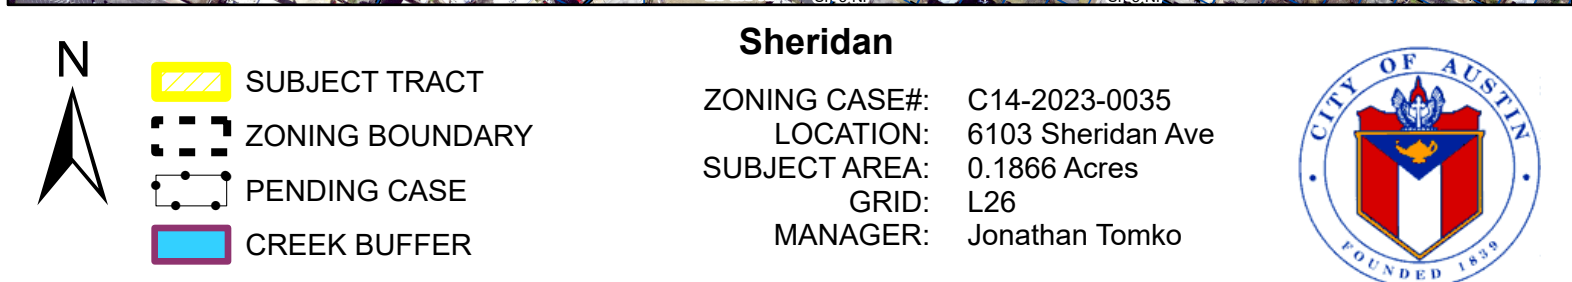 Sheridan
N
SUBJECT TRACT
ZONING BOUNDARY
PENDING CASE
CREEK BUFFER
ZONING CASE#: C14-2023-0035
LOCATION: 6103 Sheridan Ave
SUBJECT AREA: 0.1866 Acres
GRID: L26
MANAGER: Jonathan Tomko
CITY OF AUSTIN
FOUNDED 1839